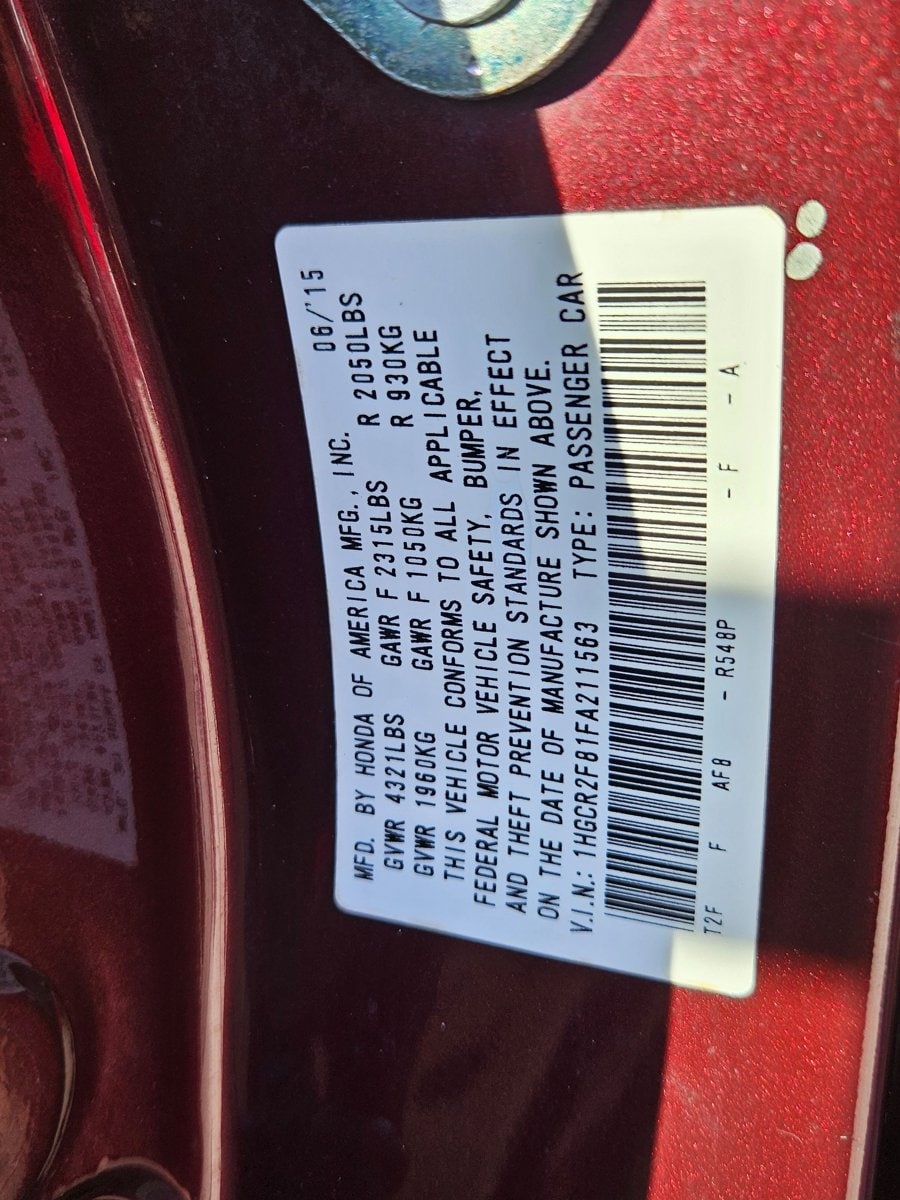 MFD. BY HONDA OF AMERICA MFG., INC. 06/'15
GVWR 4321LBS GAWR F 2315LBS R 2050LBS
GVWR 1960KG GAWR F 1050KG R 930KG
THIS VEHICLE CONFORMS TO ALL APPLICABLE
FEDERAL MOTOR VEHICLE SAFETY, BUMPER,
AND THEFT PREVENTION STANDARDS IN EFFECT
ON THE DATE OF MANUFACTURE SHOWN ABOVE.
V.I.N.: 1HGCR2F81FA211563 TYPE: PASSENGER CAR
T2F F AF8 - R548P - F - A